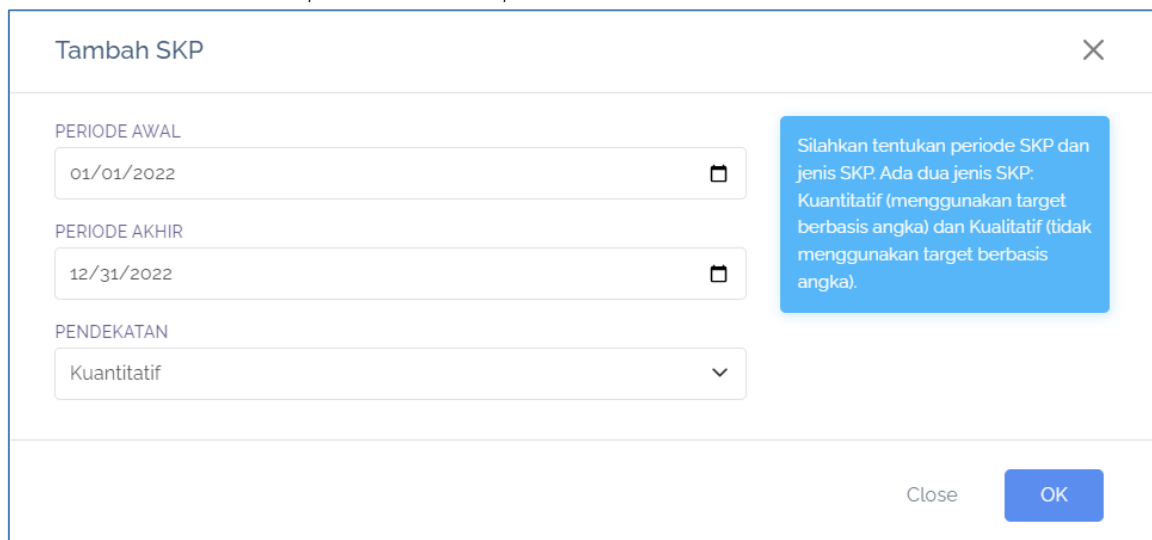 Tambah SKP
PERIODE AWAL
01/01/2022
PERIODE AKHIR
12/31/2022
PENDEKATAN
Kuantitatif
Silahkan tentukan periode SKP dan
jenis SKP. Ada dua jenis SKP:
Kuantitatif (menggunakan target
berbasis angka) dan Kualitatif (tidak
menggunakan target berbasis
angka).
Close
OK